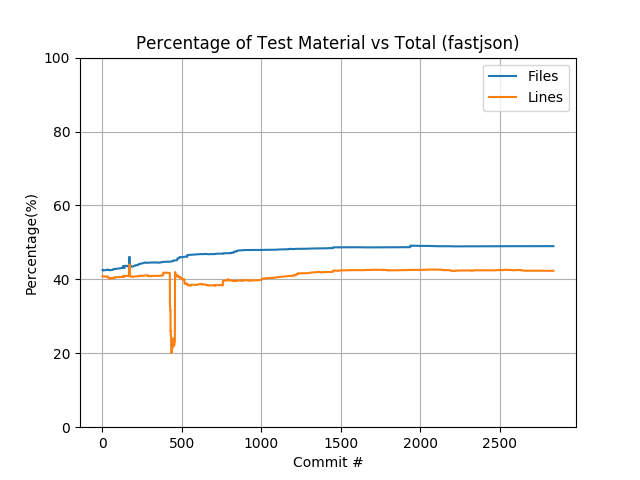 Percentage of Test Material vs Total (fastjson)
Files
Lines
100
80
60
40
20
0
Percentage(%)
0 500 1000 1500 2000 2500
Commit #